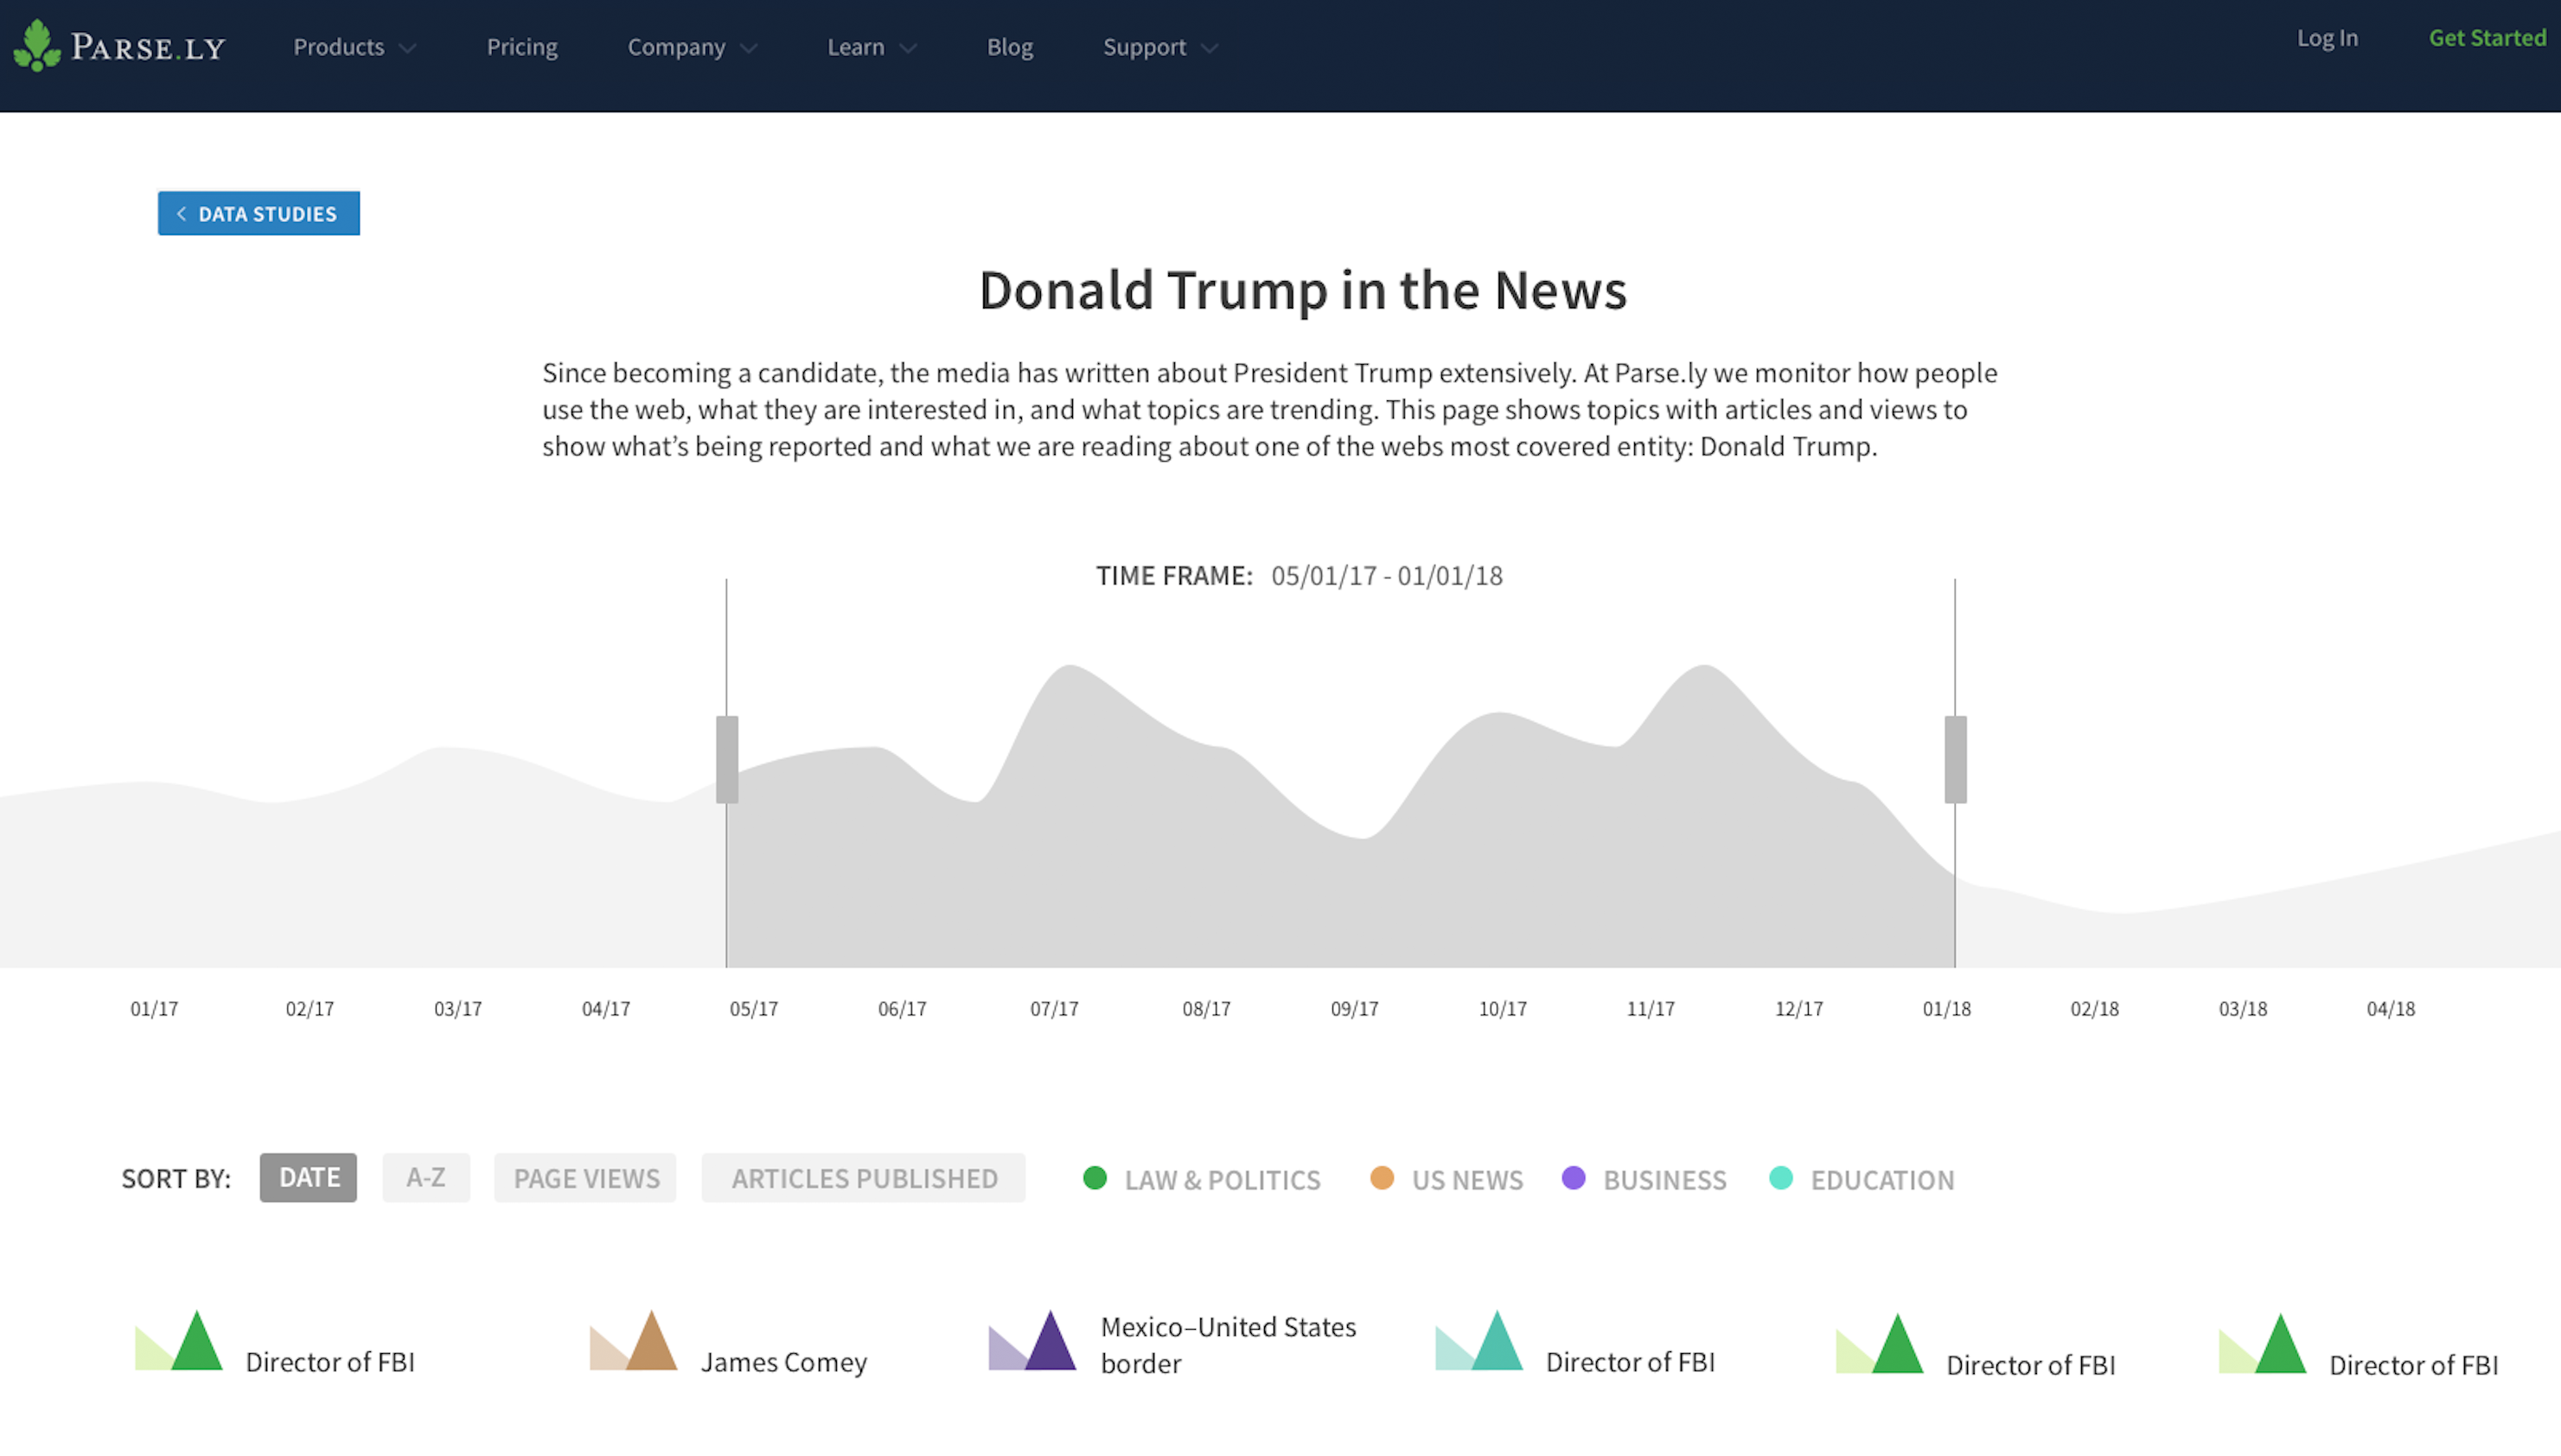 PARSE.LY
Products
Pricing
Company
Learn
Blog
Support
Log In
Get Started
DATA STUDIES
Donald Trump in the News
Since becoming a candidate, the media has written about President Trump extensively. At Parse.ly we monitor how people
use the web, what they are interested in, and what topics are trending. This page shows topics with articles and views to
show what’s being reported and what we are reading about one of the webs most covered entity: Donald Trump.
TIME FRAME: 05/01/17 - 01/01/18
01/17 02/17 03/17 04/17 05/17 06/17 07/17 08/17 09/17 10/17 11/17 12/17 01/18 02/18 03/18 04/18
SORT BY: DATE A-Z PAGE VIEWS ARTICLES PUBLISHED
LAW & POLITICS US NEWS BUSINESS EDUCATION
Director of FBI
James Comey
Mexico–United States
border
Director of FBI
Director of FBI
Director of FBI